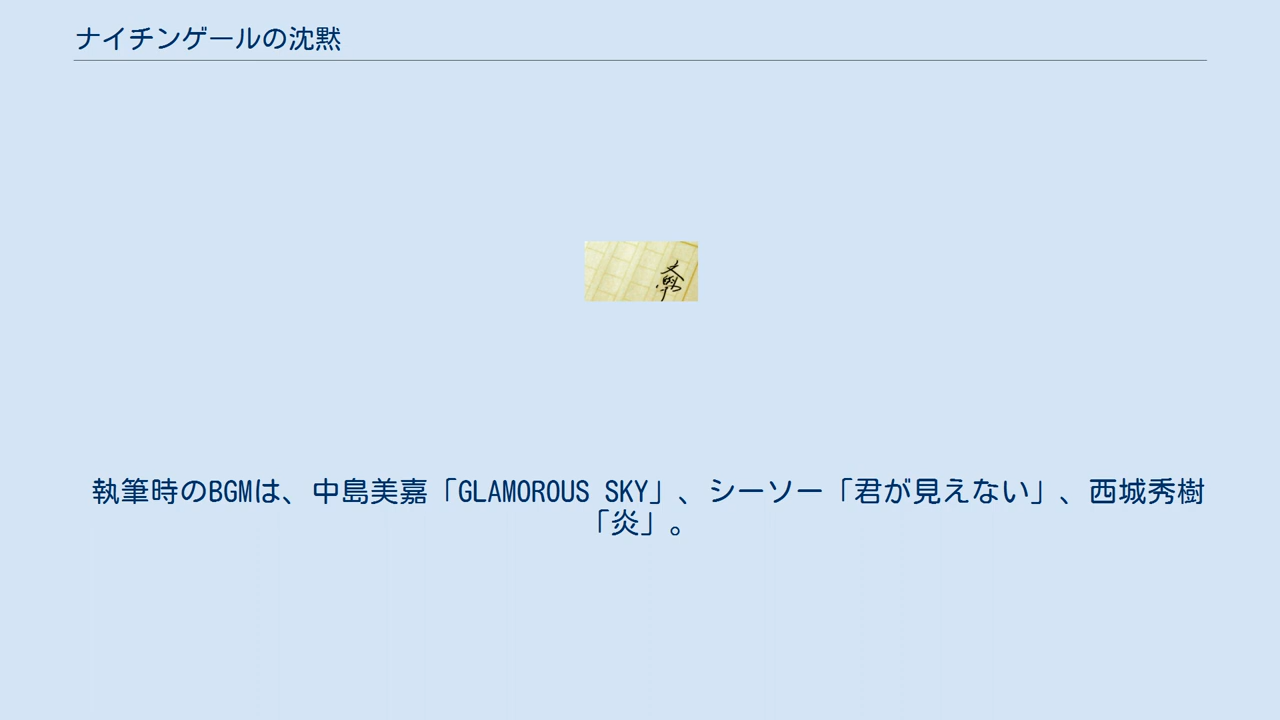 ナイチンゲールの沈黙
執筆時のBGMは、中島美嘉「GLAMOROUS SKY」、シーソー「君が見えない」、西城秀樹
「炎」。